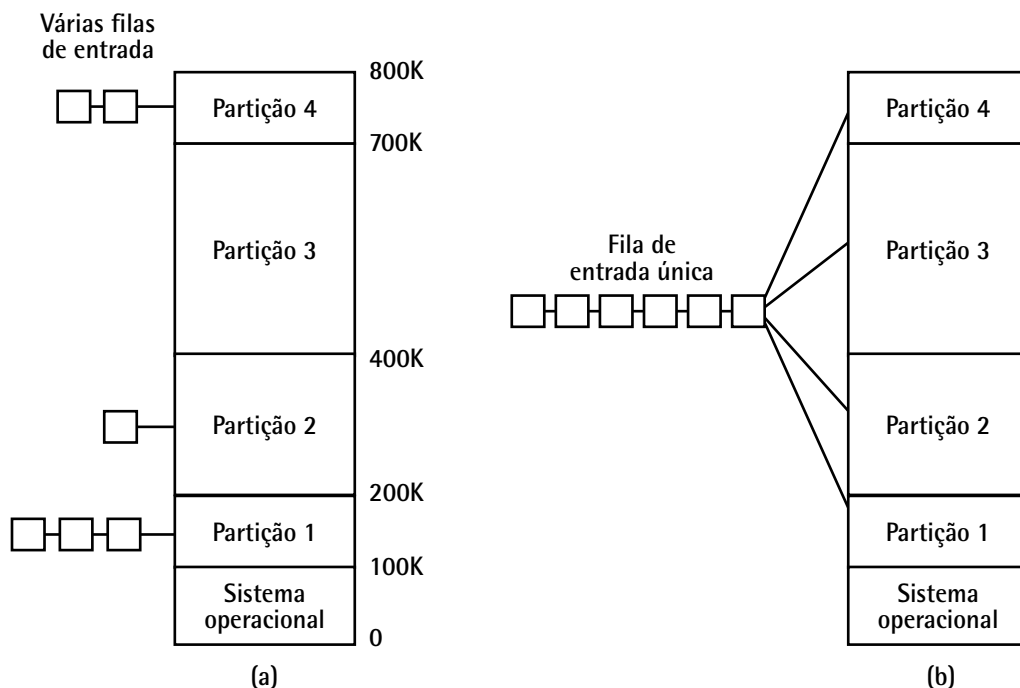 Várias filas
de entrada
800K
Partição 4
700K
Partição 3
400K
Partição 2
200K
Partição 1
100K
Sistema
operacional
0
(a)
Fila de
entrada única
Partição 4
Partição 3
Partição 2
Partição 1
Sistema
operacional
(b)